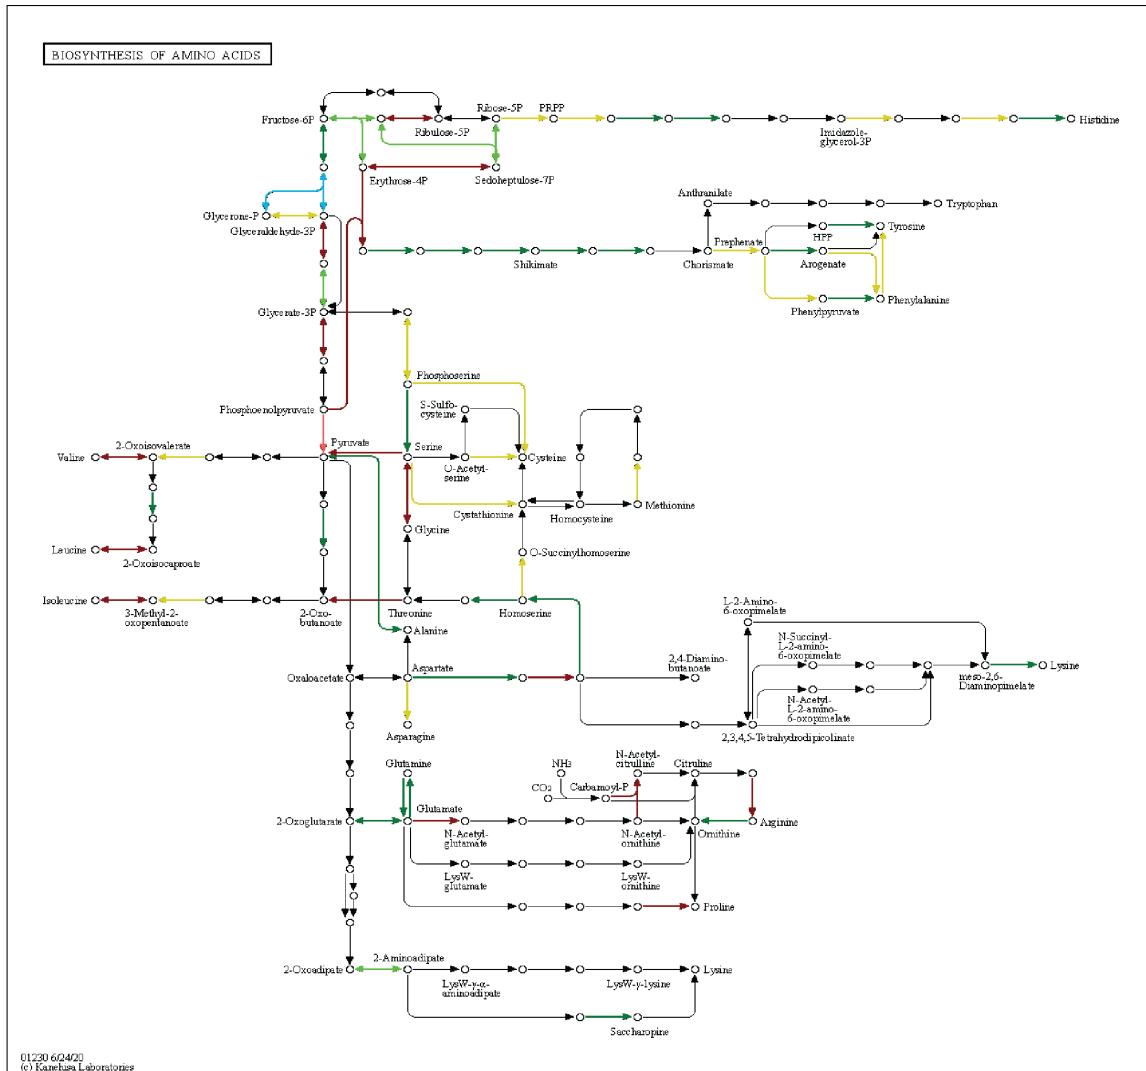 BIOSYNTHESIS OF AMINO ACIDS
Fructose-6P
Ribulose-5P
Ribose-5P
PRPP
Imidazole-
glycerol-3P
Histidine
Erythrose-4P
Sedoheptulose-7P
Glycerone-P
Glyceraldehyde-3P
Anthranilate
Tryptophan
Shikimate
Chorismate
Prephenate
HPP
Tyrosine
Arogenate
Phenylpyruvate
Phenylalanine
Glycerate-3P
Phosphoserine
Phosphoenolpyruvate
S-Sulfo-
cysteine
Valine
2-Oxoisovalerate
Pyruvate
Serine
O-Acetyl-
serine
Cysteine
Cystathionine
Homocysteine
Methionine
Glycine
Leucine
2-Oxoisocaproate
O-Succinylhomoserine
Isoleucine
3-Methyl-2-
oxopentanoate
2-Oxo-
butanoate
Threonine
Homoserine
Alanine
L-2-Amino-
6-oxopimelate
N-Succinyl-
L-2-amino-
6-oxopimelate
Aspartate
2,4-Diamino-
butanoate
Oxaloacetate
Lysine
meso-2,6-
Diaminopimelate
N-Acetyl-
L-2-amino-
6-oxopimelate
Asparagine
2,3,4,5-Tetrahydrodipicolinate
Glutamine
NH3
N-Acetyl-
citrulline
Citruline
CO2
Carbamoyl-P
Glutamate
2-Oxoglutarate
N-Acetyl-
glutamate
N-Acetyl-
ornithine
Ornithine
Arginine
LysW-
glutamate
LysW-
ornithine
Proline
2-Oxoadipate
2-Aminoadipate
LysW-γ-α-
aminoadipate
LysW-γ-lysine
Lysine
Saccharopine
01230 6/24/20
(c) Kanehisa Laboratories